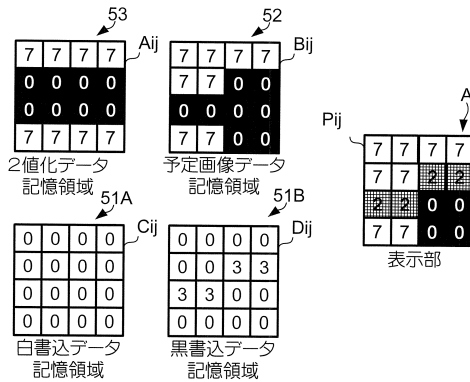 53
Aij
7 7 7 7
0 0 0 0
0 0 0 0
7 7 7 7
2値化データ
記憶領域
52
Bij
7 7 7 7
7 7 0 0
0 0 0 0
7 7 0 0
予定画像データ
記憶領域
A
Pij
7 7 7 7
7 7 2 2
2 2 0 0
7 7 0 0
表示部
51A
Cij
0 0 0 0
0 0 0 0
0 0 0 0
0 0 0 0
白書込データ
記憶領域
51B
Dij
0 0 0 0
0 0 3 3
3 3 0 0
0 0 0 0
黒書込データ
記憶領域